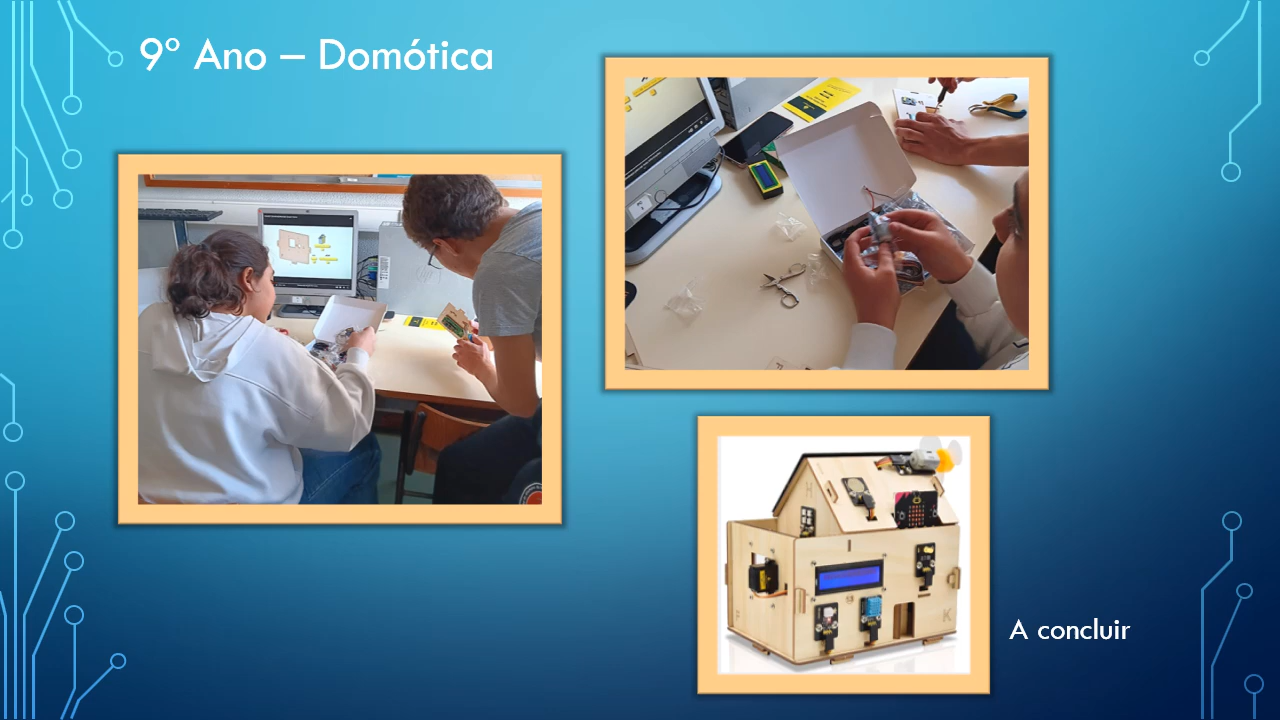 9º Ano – Domótica
A concluir